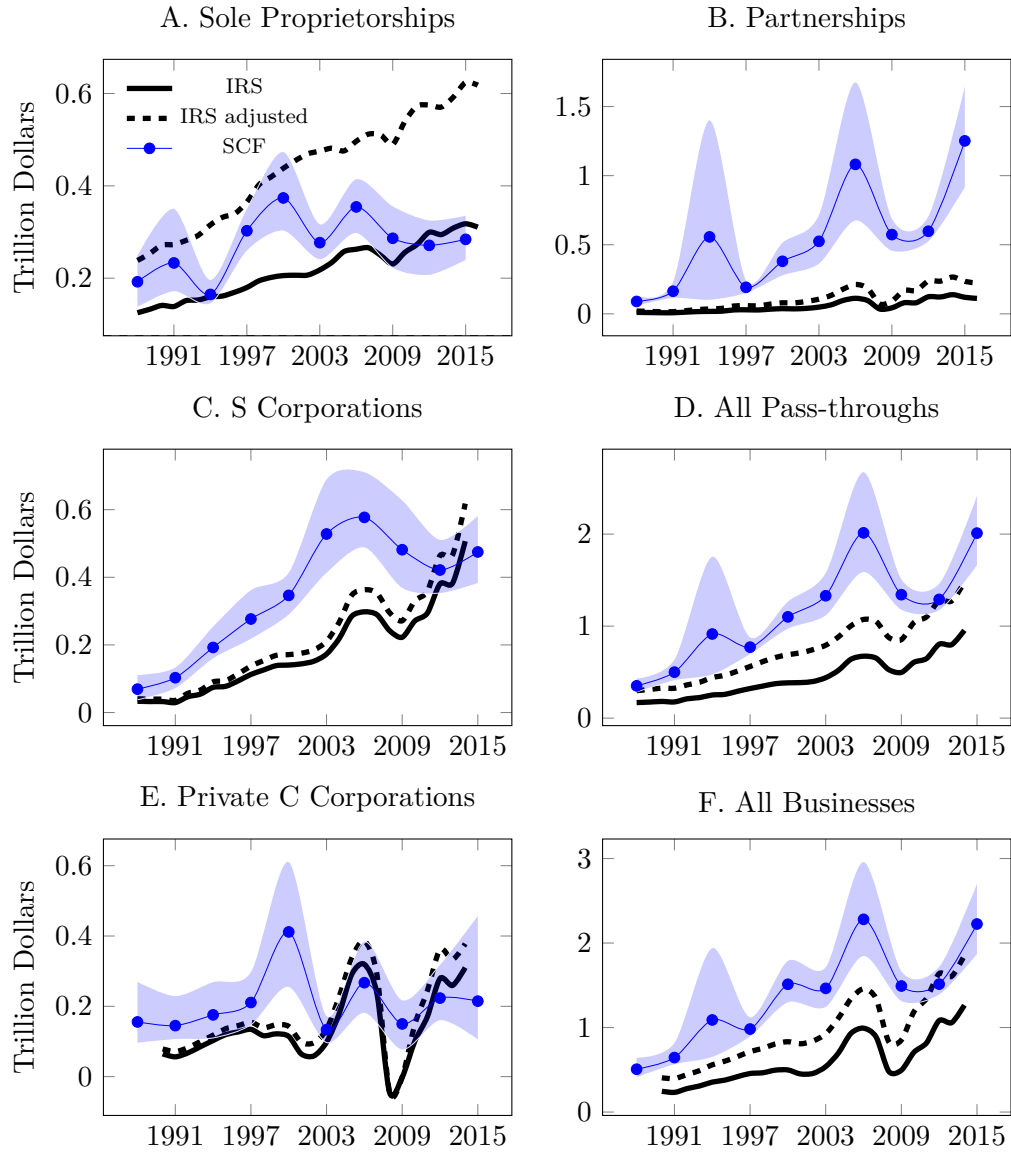 A. Sole Proprietorships
B. Partnerships
Trillion Dollars
0.6
0.4
0.2
IRS
IRS adjusted
SCF
1991 1997 2003 2009 2015
1.5
1
0.5
0
1991 1997 2003 2009 2015
C. S Corporations
D. All Pass-throughs
Trillion Dollars
0.6
0.4
0.2
0
1991 1997 2003 2009 2015
2
1
0
1991 1997 2003 2009 2015
E. Private C Corporations
F. All Businesses
Trillion Dollars
0.6
0.4
0.2
0
1991 1997 2003 2009 2015
3
2
1
0
1991 1997 2003 2009 2015